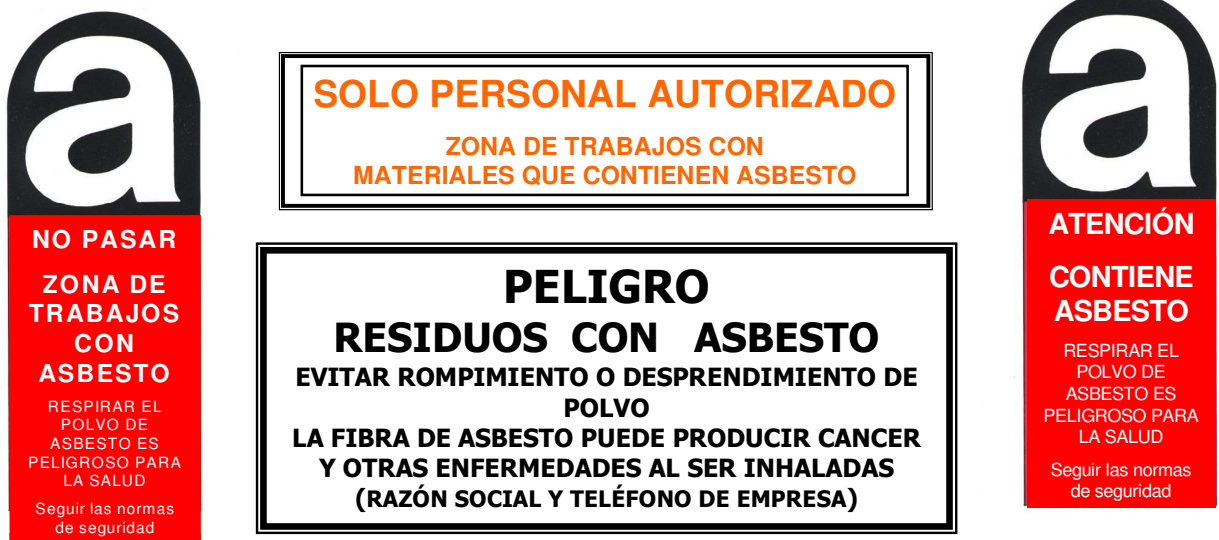 a
NO PASAR
ZONA DE
TRABAJOS
CON
ASBESTO
RESPIRAR EL
POLVO DE
ASBESTO ES
PELIGROSO PARA
LA SALUD
Seguir las normas
de seguridad
SOLO PERSONAL AUTORIZADO
ZONA DE TRABAJOS CON
MATERIALES QUE CONTIENEN ASBESTO
PELIGRO
RESIDUOS CON ASBESTO
EVITAR ROMPIMIENTO O DESPRENDIMIENTO DE
POLVO
LA FIBRA DE ASBESTO PUEDE PRODUCIR CANCER
Y OTRAS ENFERMEDADES AL SER INHALADAS
(RAZÓN SOCIAL Y TELÉFONO DE EMPRESA)
a
ATENCIÓN
CONTIENE
ASBESTO
RESPIRAR EL
POLVO DE
ASBESTO ES
PELIGROSO PARA
LA SALUD
Seguir las normas
de seguridad